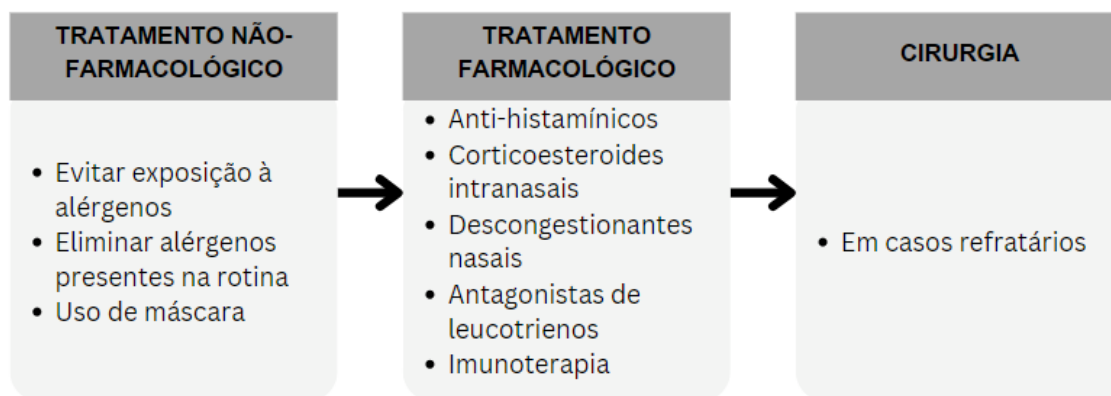 TRATAMENTO NÃO-
FARMACOLÓGICO
• Evitar exposição à
alérgenos
• Eliminar alérgenos
presentes na rotina
• Uso de máscara
TRATAMENTO
FARMACOLÓGICO
• Anti-histamínicos
• Corticoesteroides
intranasais
• Descongestionantes
nasais
• Antagonistas de
leucotrienos
• Imunoterapia
CIRURGIA
• Em casos refratários